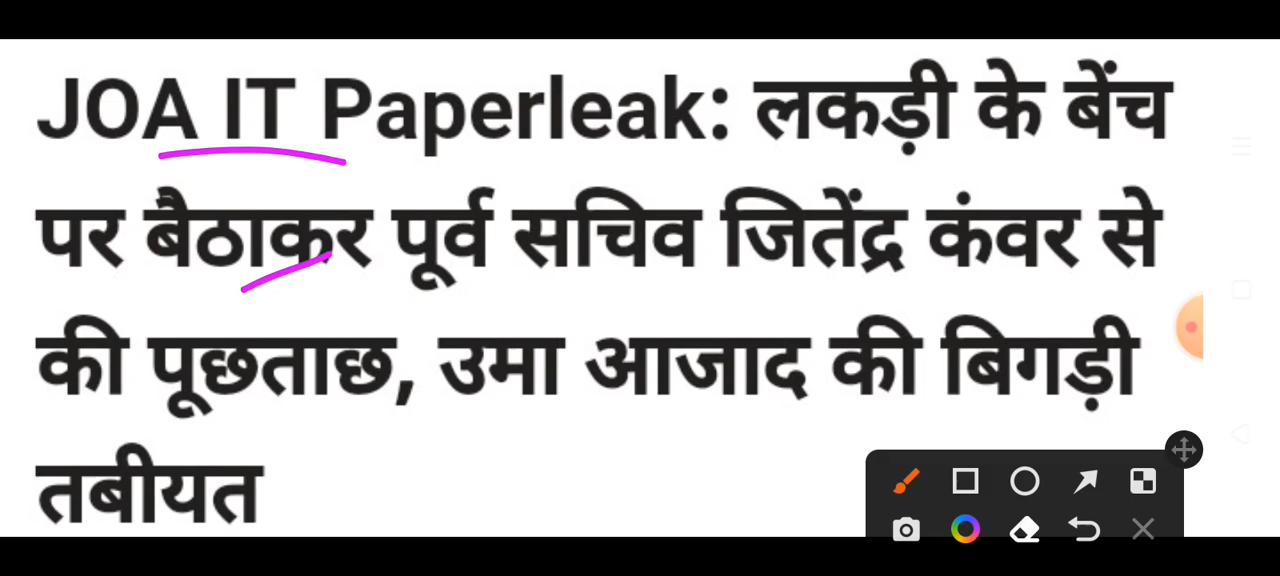 JOA IT Paperleak: लकड़ी के बेंच
पर बैठाकर पूर्व सचिव जितेंद्र कंवर से
की पूछताछ, उमा आजाद की बिगड़ी
तबीयत